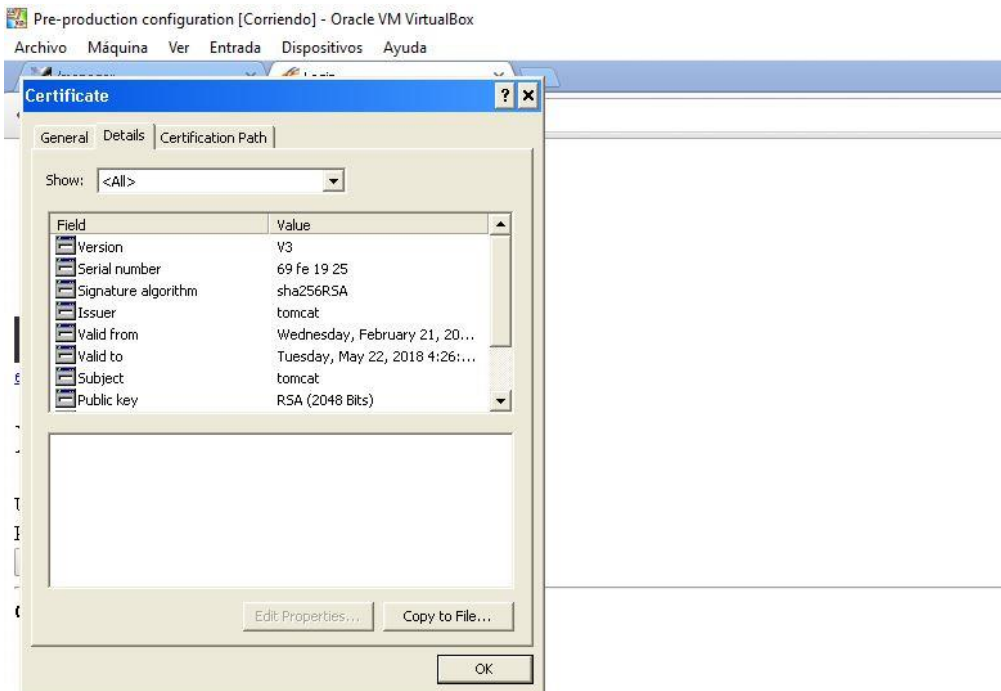 Pre-production configuration [Corriendo] - Oracle VM VirtualBox
Archivo Máquina Ver Entrada Dispositivos Ayuda
Certificate
General Details Certification Path
Show: <All>
Field Value
Version V3
Serial number 69 fe 19 25
Signature algorithm sha256RSA
Issuer tomcat
Valid from Wednesday, February 21, 20...
Valid to Tuesday, May 22, 2018 4:26:...
Subject tomcat
Public key RSA (2048 Bits)
Edit Properties... Copy to File...
OK